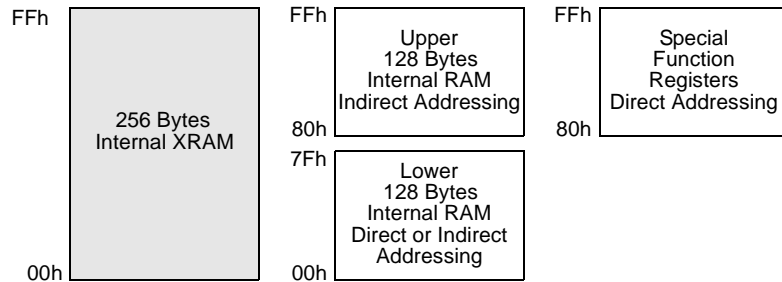 FFh
256 Bytes
Internal XRAM
00h
FFh
Upper
128 Bytes
Internal RAM
Indirect Addressing
80h
7Fh
Lower
128 Bytes
Internal RAM
Direct or Indirect
Addressing
00h
FFh
Special
Function
Registers
Direct Addressing
80h